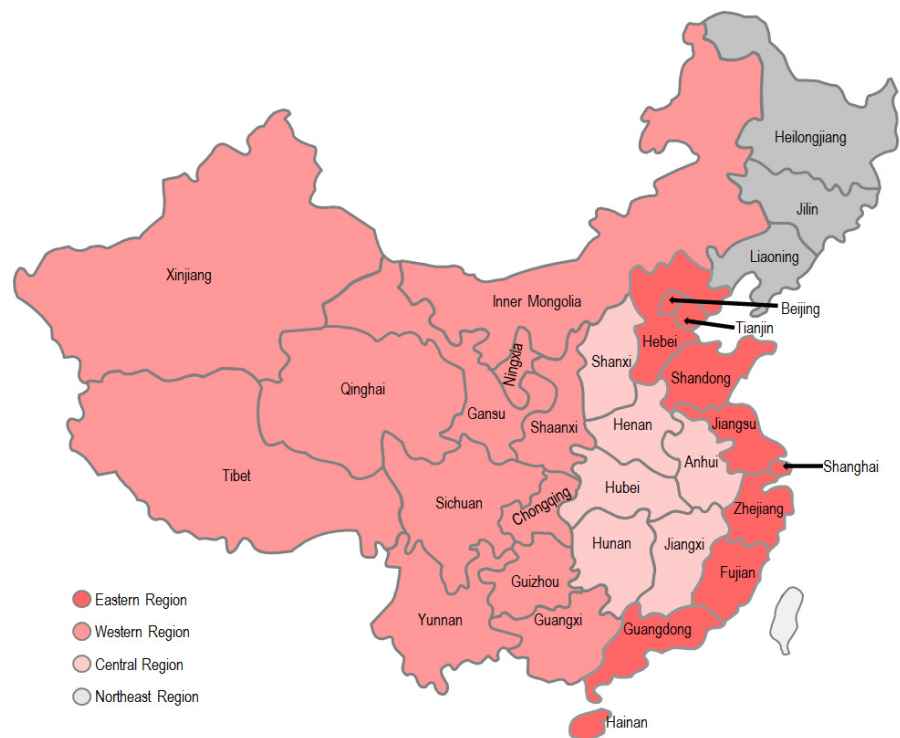 Heilongjiang
Jilin
Liaoning
Xinjiang
Inner Mongolia
Beijing
Tianjin
Hebei
Ningxia
Shanxi
Shandong
Qinghai
Gansu
Shaanxi
Henan
Jiangsu
Anhui
Shanghai
Tibet
Sichuan
Chongqing
Hubei
Zhejiang
Hunan
Jiangxi
Fujian
Guizhou
Yunnan
Guangxi
Guangdong
Hainan
Eastern Region
Western Region
Central Region
Northeast Region